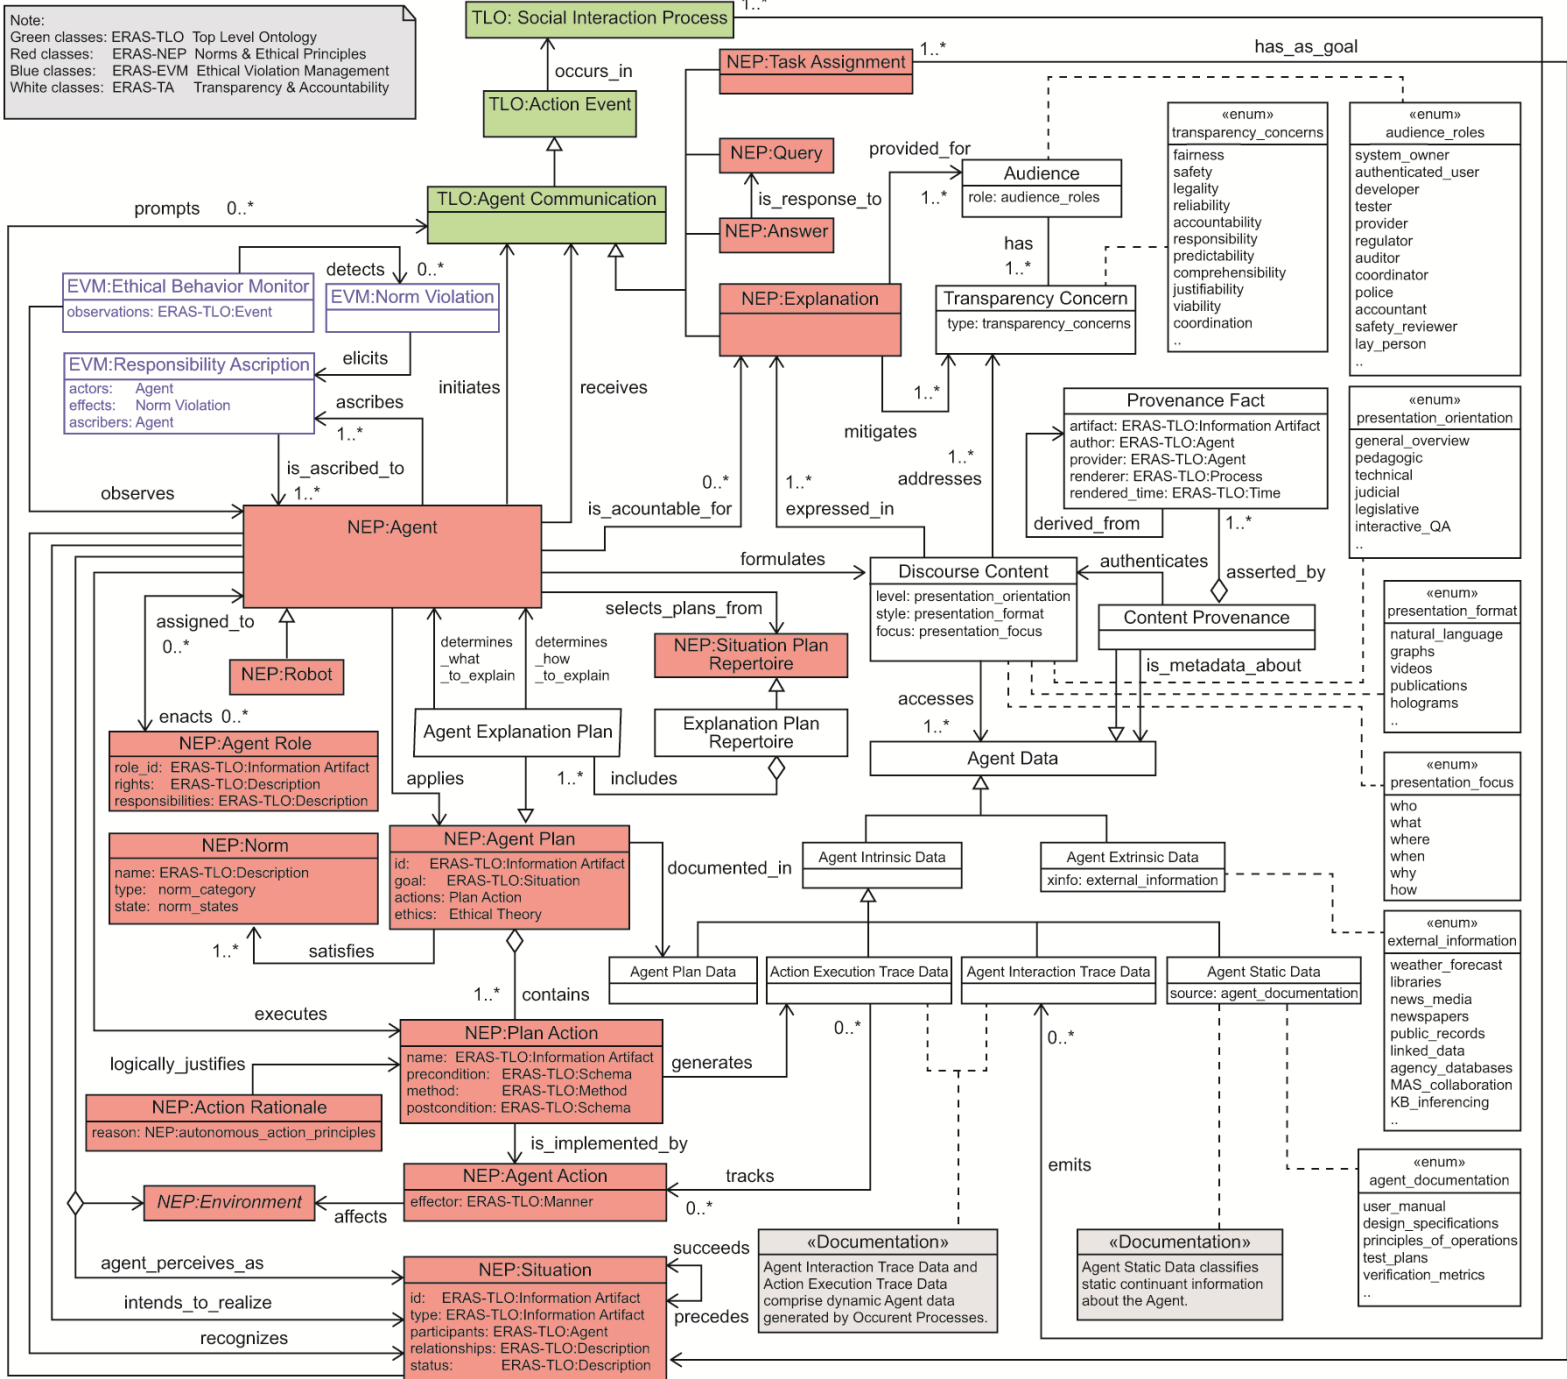 Note:
Green classes: ERAS-TLO Top Level Ontology
Red classes: ERAS-NEP Norms & Ethical Principles
Blue classes: ERAS-EVM Ethical Violation Management
White classes: ERAS-TA Transparency & Accountability
TLO: Social Interaction Process
1..*
occurs_in
TLO:Action Event
TLO:Agent Communication
prompts 0..*
NEP:Task Assignment
1..*
has_as_goal
NEP:Query
is_response_to
NEP:Answer
NEP:Explanation
provided_for
1..*
Audience
role: audience_roles
has
1..*
Transparency Concern
type: transparency_concerns
«enum»
transparency_concerns
fairness
safety
legality
reliability
accountability
responsibility
predictability
comprehensibility
justifiability
viability
coordination
..
«enum»
audience_roles
system_owner
authenticated_user
developer
tester
provider
regulator
auditor
coordinator
police
accountant
safety_reviewer
lay_person
..
EVM:Ethical Behavior Monitor
observations: ERAS-TLO:Event
detects 0..*
EVM:Norm Violation
elicits
EVM:Responsibility Ascription
actors: Agent
effects: Norm Violation
ascribers: Agent
ascribes
1..*
is_ascribed_to
1..*
observes
initiates
receives
1..*
mitigates
1..*
addresses
0..*
is_acountable_for
1..*
expressed_in
Provenance Fact
artifact: ERAS-TLO:Information Artifact
author: ERAS-TLO:Agent
provider: ERAS-TLO:Agent
renderer: ERAS-TLO:Process
rendered_time: ERAS-TLO:Time
derived_from
1..*
asserted_by
authenticates
Content Provenance
is_metadata_about
«enum»
presentation_orientation
general_overview
pedagogic
technical
judicial
legislative
interactive_QA
..
NEP:Agent
formulates
Discourse Content
level: presentation_orientation
style: presentation_format
focus: presentation_focus
«enum»
presentation_format
natural_language
graphs
videos
publications
holograms
..
assigned_to
0..*
NEP:Robot
enacts 0..*
NEP:Agent Role
role_id: ERAS-TLO:Information Artifact
rights: ERAS-TLO:Description
responsibilities: ERAS-TLO:Description
determines
_what
_to_explain
determines
_how
_to_explain
selects_plans_from
NEP:Situation Plan
Repertoire
Agent Explanation Plan
Explanation Plan
Repertoire
1..* includes
accesses
1..*
Agent Data
«enum»
presentation_focus
who
what
where
when
why
how
applies
NEP:Norm
name: ERAS-TLO:Description
type: norm_category
state: norm_states
NEP:Agent Plan
id: ERAS-TLO:Information Artifact
goal: ERAS-TLO:Situation
actions: Plan Action
ethics: Ethical Theory
1..* satisfies
documented_in
Agent Intrinsic Data
Agent Extrinsic Data
xinfo: external_information
Agent Plan Data
Action Execution Trace Data
Agent Interaction Trace Data
Agent Static Data
source: agent_documentation
«enum»
external_information
weather_forecast
libraries
news_media
newspapers
public_records
linked_data
agency_databases
MAS_collaboration
KB_inferencing
..
1..* contains
executes
NEP:Plan Action
name: ERAS-TLO:Information Artifact
precondition: ERAS-TLO:Schema
method: ERAS-TLO:Method
postcondition: ERAS-TLO:Schema
generates
0..*
0..*
logically_justifies
NEP:Action Rationale
reason: NEP:autonomous_action_principles
is_implemented_by
NEP:Agent Action
effector: ERAS-TLO:Manner
tracks
0..*
emits
NEP:Environment
affects
«enum»
agent_documentation
user_manual
design_specifications
principles_of_operations
test_plans
verification_metrics
..
agent_perceives_as
intends_to_realize
recognizes
NEP:Situation
id: ERAS-TLO:Information Artifact
type: ERAS-TLO:Information Artifact
participants: ERAS-TLO:Agent
relationships: ERAS-TLO:Description
status: ERAS-TLO:Description
succeeds
precedes
«Documentation»
Agent Interaction Trace Data and
Action Execution Trace Data
comprise dynamic Agent data
generated by Occurent Processes.
«Documentation»
Agent Static Data classifies
static continuant information
about the Agent.